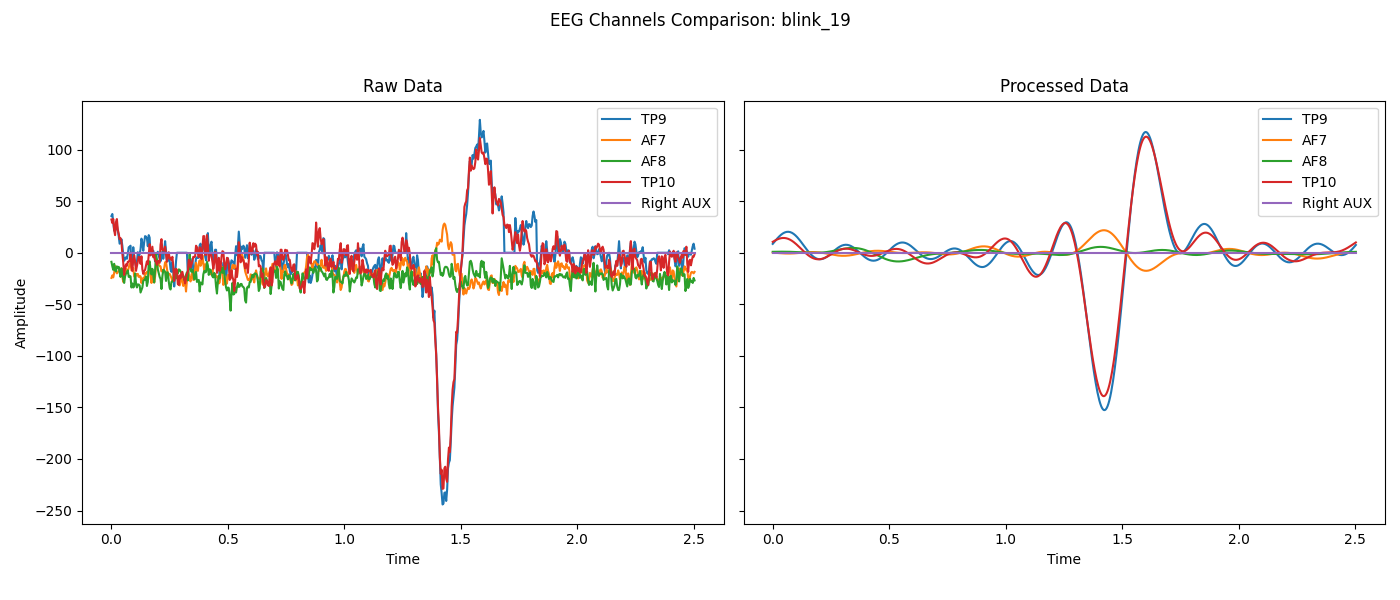 EEG Channels Comparison: blink_19
Raw Data
Processed Data
TP9
AF7
AF8
TP10
Right AUX
TP9
AF7
AF8
TP10
Right AUX
Amplitude
100
50
0
−50
−100
−150
−200
−250
0.0 0.5 1.0 1.5 2.0 2.5
0.0 0.5 1.0 1.5 2.0 2.5
Time
Time